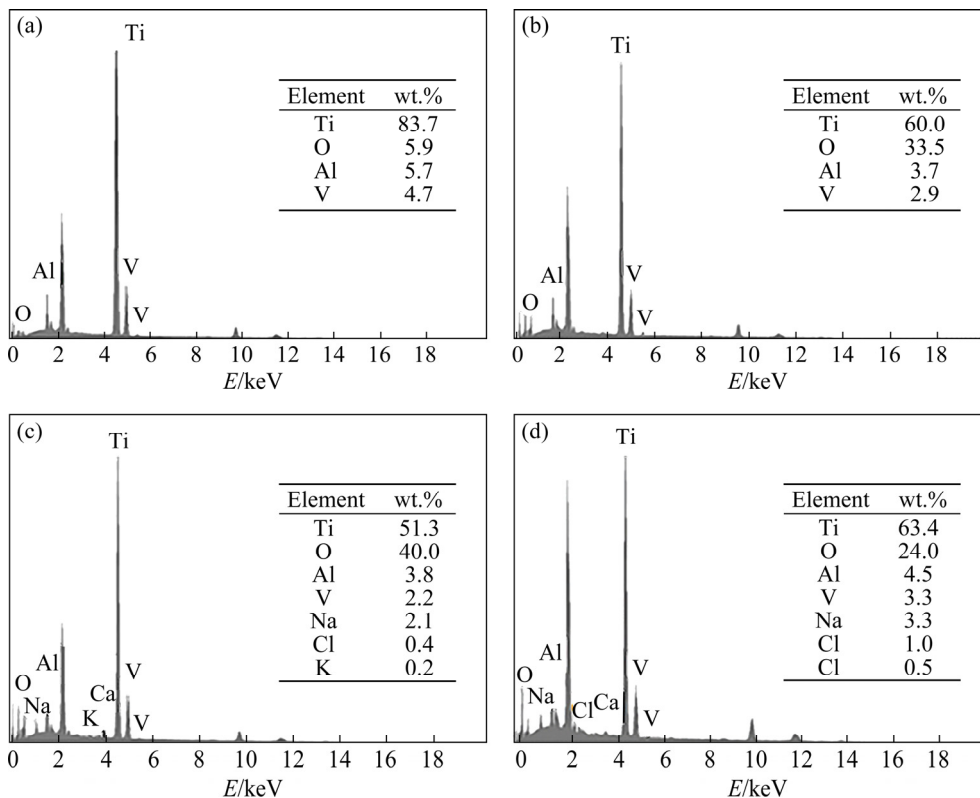 (a)
Ti
Element wt.%
Ti 83.7
O 5.9
Al 5.7
V 4.7
Al
V
O
V
0 2 4 6 8 10 12 14 16 18
E/keV
(b)
Ti
Element wt.%
Ti 60.0
O 33.5
Al 3.7
V 2.9
Al
V
O
V
0 2 4 6 8 10 12 14 16 18
E/keV
(c)
Ti
Element wt.%
Ti 51.3
O 40.0
Al 3.8
V 2.2
Na 2.1
Cl 0.4
K 0.2
Al
V
O
Ca
Na
K
V
0 2 4 6 8 10 12 14 16 18
E/keV
(d)
Ti
Element wt.%
Ti 63.4
O 24.0
Al 4.5
V 3.3
Na 3.3
Cl 1.0
Cl 0.5
Al
V
O
Na
Cl
Ca
V
0 2 4 6 8 10 12 14 16 18
E/keV